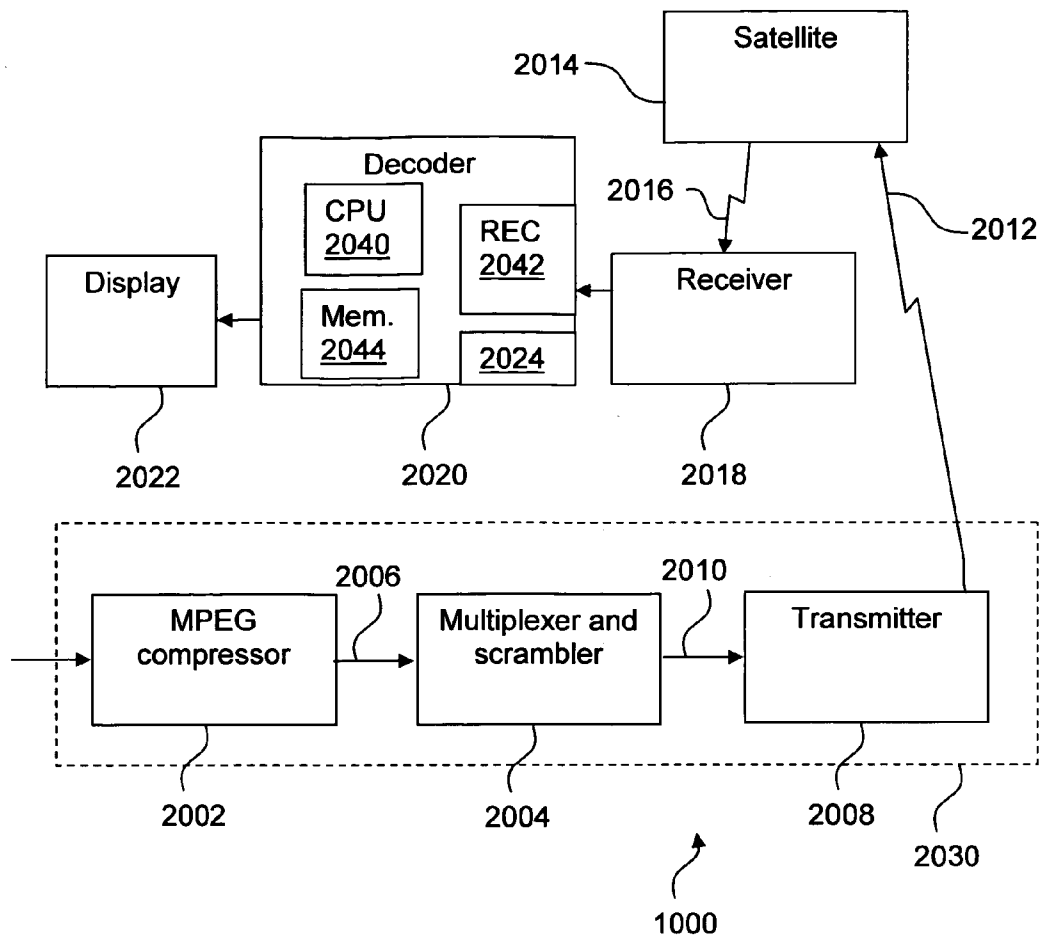 Satellite
2014
Decoder
2016
CPU
2040
REC
2042
2012
Display
Receiver
Mem.
2044
2024
2022
2020
2018
2006
2010
MPEG
compressor
Multiplexer and
scrambler
Transmitter
2002
2004
2008
2030
1000